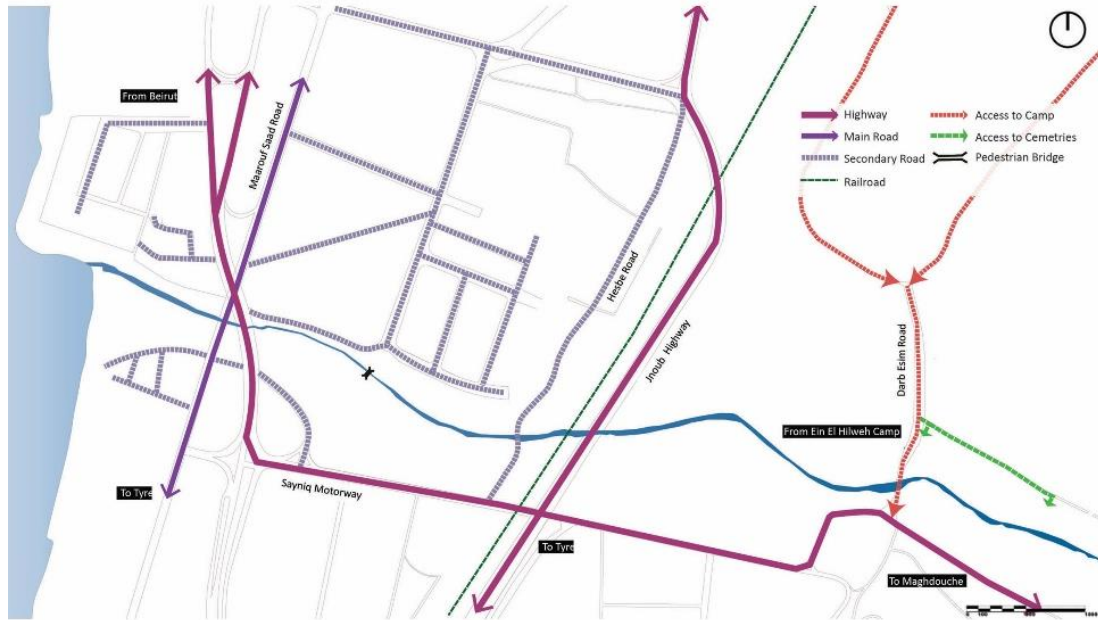 From Beirut
Maarouf Saad Road
Highway
Main Road
Secondary Road
Railroad
Access to Camp
Access to Cemetries
Pedestrian Bridge
Hesbe Road
Jnoub Highway
Darb Esim Road
From Ein El Hilweh Camp
To Tyre
Sayniq Motorway
To Tyre
To Maghdouche
0